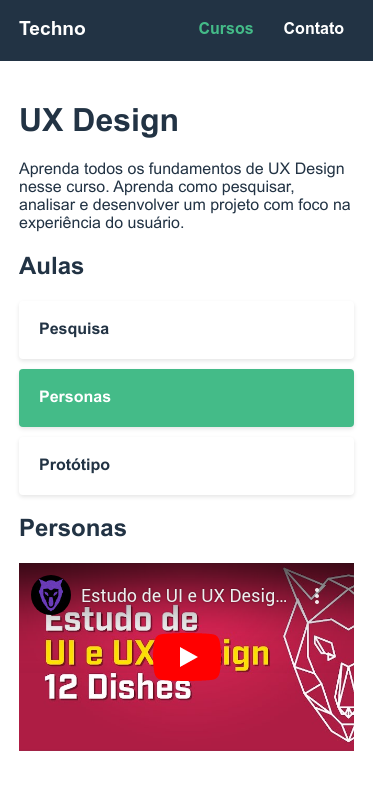 Techno
Cursos
Contato
UX Design
Aprenda todos os fundamentos de UX Design
nesse curso. Aprenda como pesquisar,
analisar e desenvolver um projeto com foco na
experiência do usuário.
Aulas
Pesquisa
Personas
Protótipo
Personas
Estudo de UI e UX Desig...
Estudo de
UI e UX Design
12 Dishes